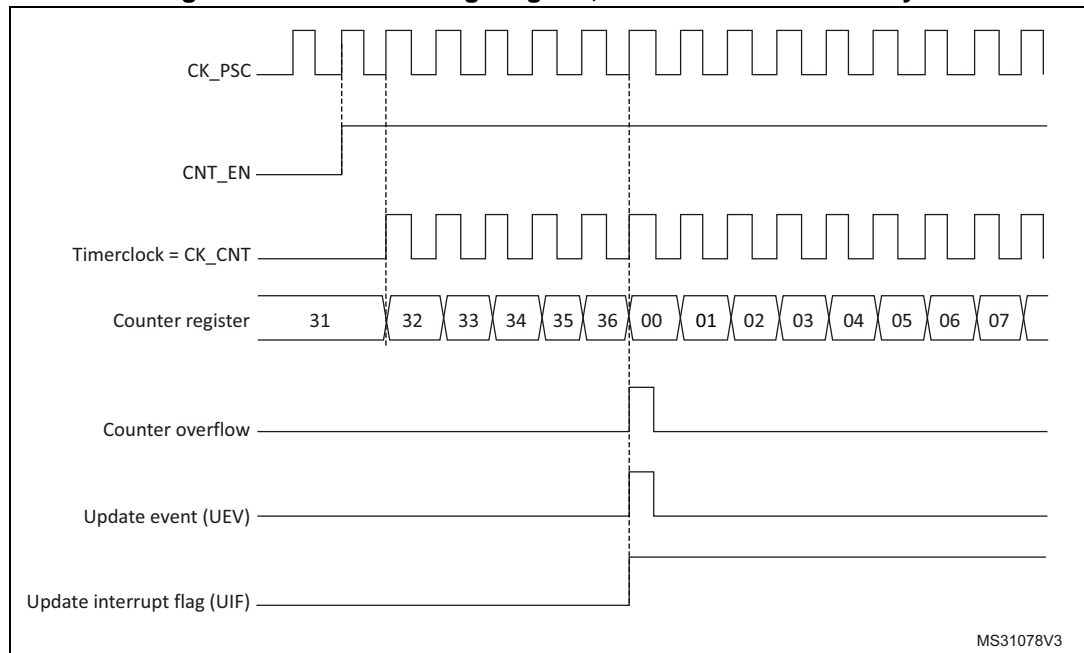 CK_PSC
CNT_EN
Timerclock = CK_CNT
Counter register 31 32 33 34 35 36 00 01 02 03 04 05 06 07
Counter overflow
Update event (UEV)
Update interrupt flag (UIF)
MS31078V3